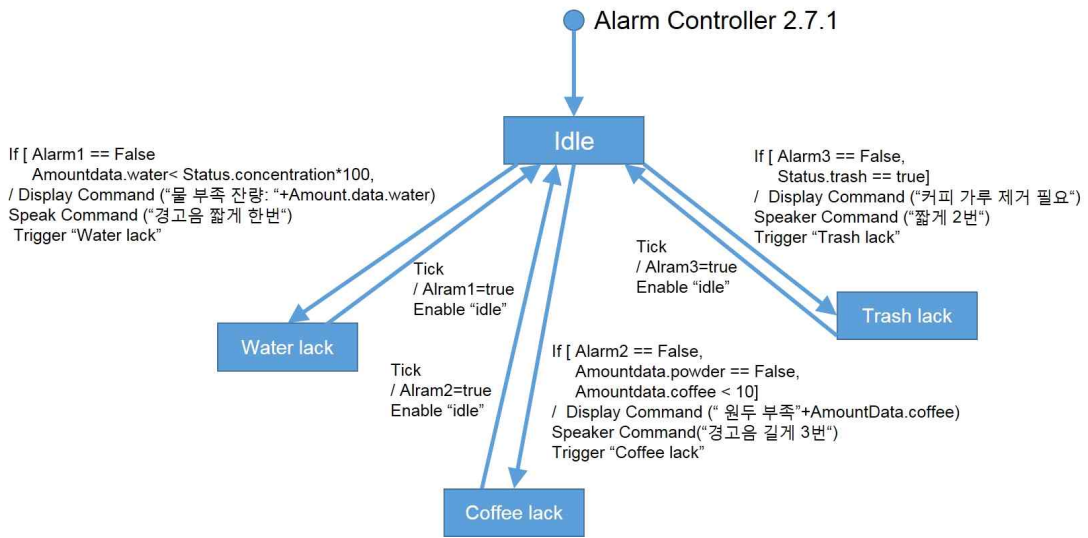 Alarm Controller 2.7.1
Idle
If [ Alarm1 == False
Amountdata.water< Status.concentration*100,
/ Display Command (“물 부족 잔량: “+Amount.data.water)
Speak Command (“경고음 짧게 한번“)
Trigger “Water lack”
If [ Alarm3 == False,
Status.trash == true]
/ Display Command (“커피 가루 제거 필요“)
Speaker Command (“짧게 2번“)
Trigger “Trash lack”
Tick
/ Alram1=true
Enable “idle”
Tick
/ Alram3=true
Enable “idle”
Water lack
Trash lack
Tick
/ Alram2=true
Enable “idle”
If [ Alarm2 == False,
Amountdata.powder == False,
Amountdata.coffee < 10]
/ Display Command (“ 원두 부족”+AmountData.coffee)
Speaker Command(“경고음 길게 3번“)
Trigger “Coffee lack”
Coffee lack